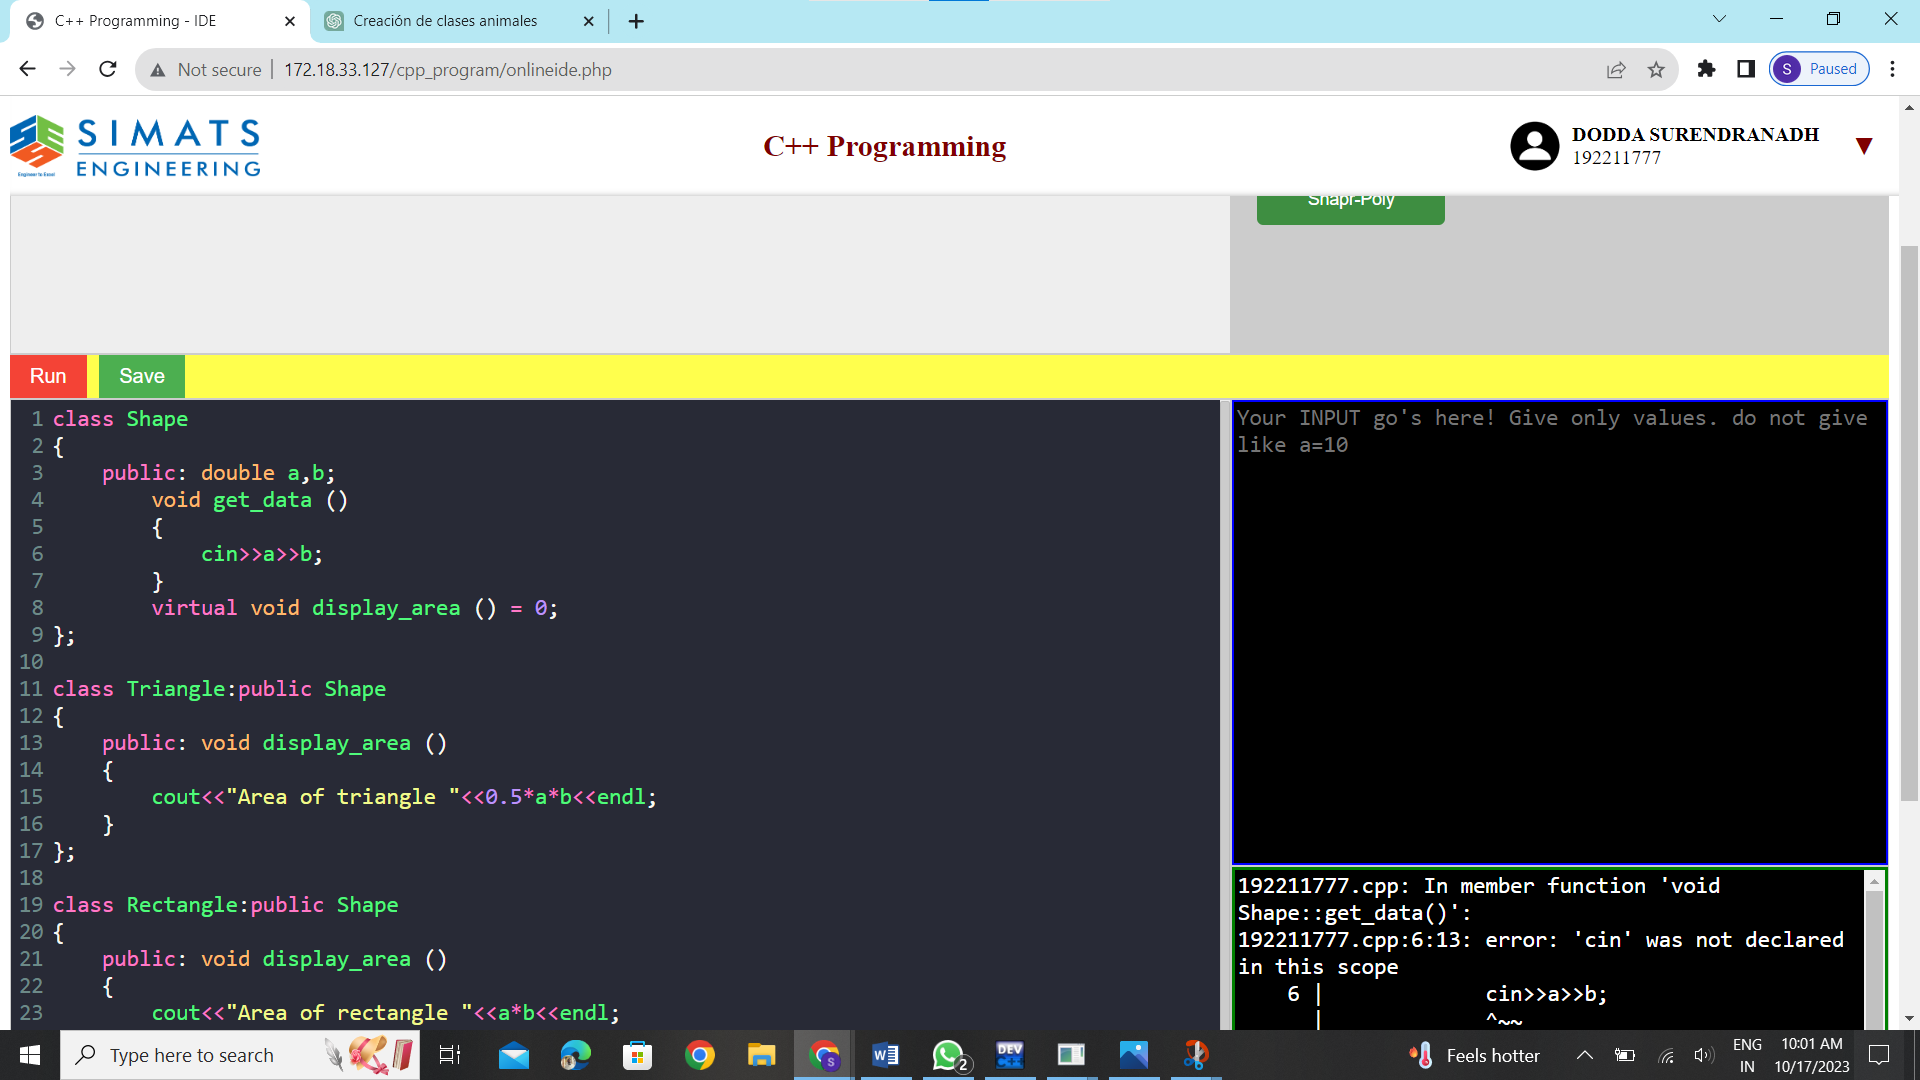 C++ Programming - IDE
Creación de clases animales
Not secure
172.18.33.127/cpp_program/onlineide.php
S
Paused
SIMATS
ENGINEERING
Engineer to Excel
C++ Programming
DODDA SURENDRANADH
192211777
Shapr-Poly
Run
Save
1 class Shape
2 {
3 public: double a,b;
4 void get_data ()
5 {
6 cin>>a>>b;
7 }
8 virtual void display_area () = 0;
9 };
10
11 class Triangle:public Shape
12 {
13 public: void display_area ()
14 {
15 cout<<"Area of triangle "<<0.5*a*b<<endl;
16 }
17 };
18
19 class Rectangle:public Shape
20 {
21 public: void display_area ()
22 {
23 cout<<"Area of rectangle "<<a*b<<endl;
Your INPUT go's here! Give only values. do not give
like a=10
192211777.cpp: In member function 'void
Shape::get_data()':
192211777.cpp:6:13: error: 'cin' was not declared
in this scope
6 | cin>>a>>b;
| ^~~
Type here to search
S
W
2
DEV
C++
Feels hotter
ENG
IN
10:01 AM
10/17/2023